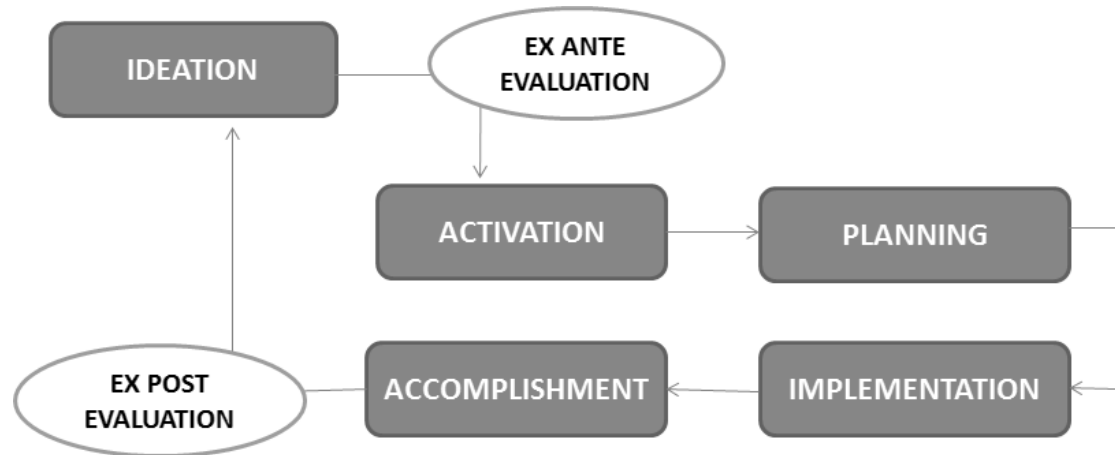 IDEATION
EX ANTE
EVALUATION
ACTIVATION
PLANNING
IMPLEMENTATION
ACCOMPLISHMENT
EX POST
EVALUATION